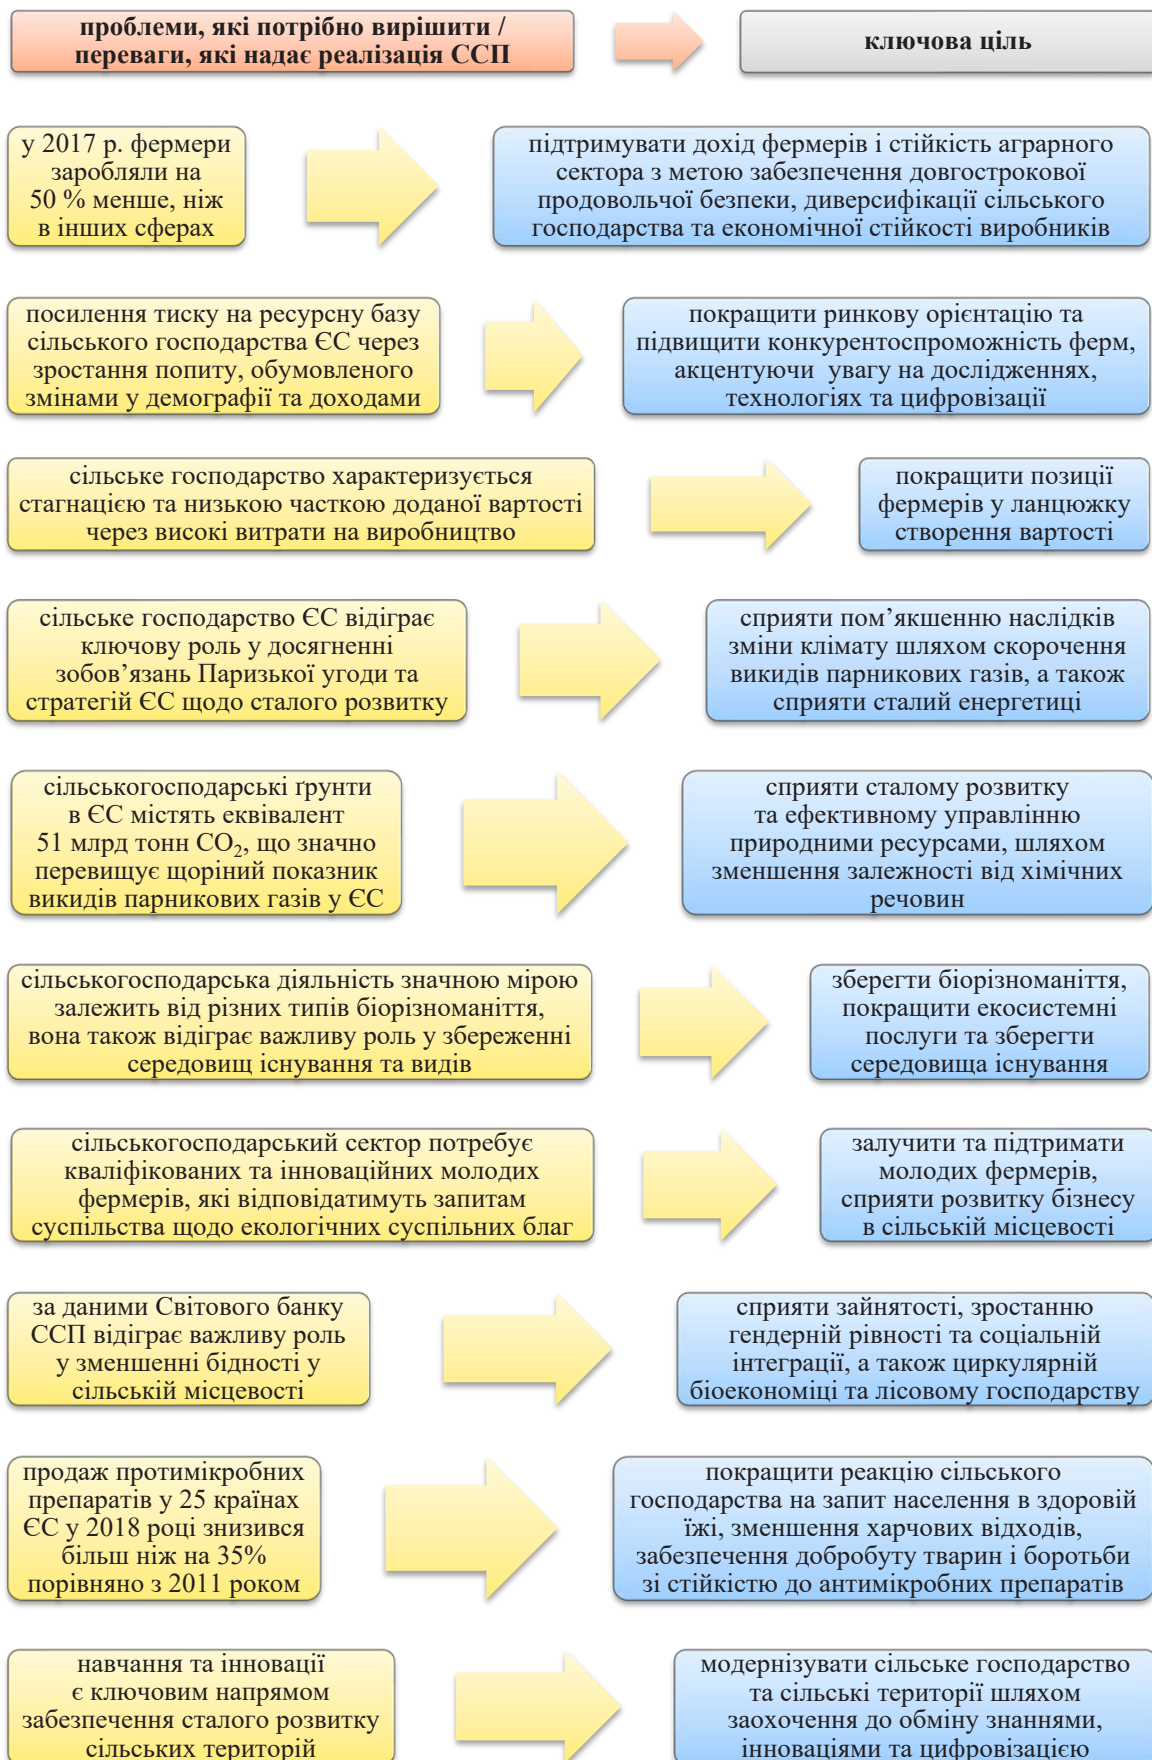 проблеми, які потрібно вирішити /
переваги, які надає реалізація ССП
ключова ціль
у 2017 р. фермери
заробляли на
50 % менше, ніж
в інших сферах
підтримувати дохід фермерів і стійкість аграрного
сектора з метою забезпечення довгострокової
продовольчої безпеки, диверсифікації сільського
господарства та економічної стійкості виробників
посилення тиску на ресурсну базу
сільського господарства ЄС через
зростання попиту, обумовленого
змінами у демографії та доходами
покращити ринкову орієнтацію та
підвищити конкурентоспроможність ферм,
акцентуючи увагу на дослідженнях,
технологіях та цифровізації
сільське господарство характеризується
стагнацією та низькою часткою доданої вартості
через високі витрати на виробництво
покращити позиції
фермерів у ланцюжку
створення вартості
сільське господарство ЄС відіграє
ключову роль у досягненні
зобов’язань Паризької угоди та
стратегій ЄС щодо сталого розвитку
сприяти пом’якшенню наслідків
зміни клімату шляхом скорочення
викидів парникових газів, а також
сприяти сталий енергетиці
сільськогосподарські ґрунти
в ЄС містять еквівалент
51 млрд тонн CO₂, що значно
перевищує щоріний показник
викидів парникових газів у ЄС
сприяти сталому розвитку
та ефективному управлінню
природними ресурсами, шляхом
зменшення залежності від хімічних
речовин
сільськогосподарська діяльність значною мірою
залежить від різних типів біорізноманіття,
вона також відіграє важливу роль у збереженні
середовищ існування та видів
зберегти біорізноманіття,
покращити екосистемні
послуги та зберегти
середовища існування
сільськогосподарський сектор потребує
кваліфікованих та інноваційних молодих
фермерів, які відповідатимуть запитам
суспільства щодо екологічних суспільних благ
залучити та підтримати
молодих фермерів,
сприяти розвитку бізнесу
в сільській місцевості
за даними Світового банку
ССП відіграє важливу роль
у зменшенні бідності у
сільській місцевості
сприяти зайнятості, зростанню
гендерній рівності та соціальній
інтеграції, а також циркулярній
біоекономіці та лісовому господарству
продаж протимікробних
препаратів у 25 країнах
ЄС у 2018 році знизився
більш ніж на 35%
порівняно з 2011 роком
покращити реакцію сільського
господарства на запит населення в здоровій
їжі, зменшення харчових відходів,
забезпечення добробуту тварин і боротьби
зі стійкістю до антимікробних препаратів
навчання та інновації
є ключовим напрямом
забезпечення сталого розвитку
сільських територій
модернізувати сільське господарство
та сільські території шляхом
заохочення до обміну знаннями,
інноваціями та цифровізацією